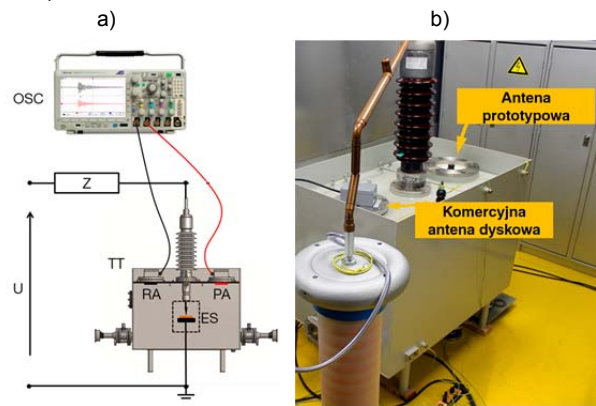 a)
b)
OSC
Z
TT
U
RA
PA
ES
Antena
prototypowa
Komercyjna
antena dyskowa